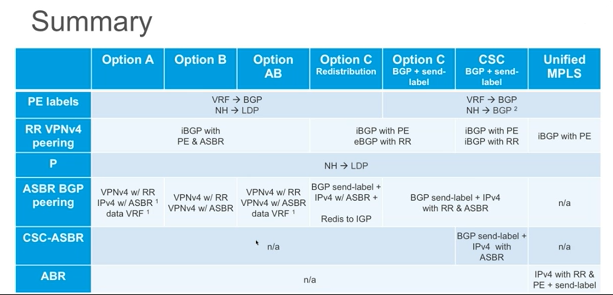 Summary
Option A
Option B
Option
AB
Option C
Redistribution
Option C
BGP + send-
label
CSC
BGP + send-
label
Unified
MPLS
PE labels
VRF → BGP
NH → LDP
VRF → BGP
NH → BGP ²
RR VPNv4
peering
iBGP with
PE & ASBR
iBGP with PE
eBGP with RR
iBGP with PE
iBGP with RR
iBGP with PE
P
NH → LDP
ASBR BGP
peering
VPNv4 w/ RR
IPv4 w/ ASBR ¹
data VRF ¹
VPNv4 w/ RR
VPNv4 w/ ASBR
VPNv4 w/ RR
VPNv4 w/ ASBR
data VRF ¹
BGP send-label +
IPv4 w/ ASBR +
Redis to IGP
BGP send-label + IPv4
with RR & ASBR
n/a
CSC-ASBR
n/a
BGP send-label +
IPv4 with
ASBR
n/a
ABR
n/a
IPv4 with RR &
PE + send-label